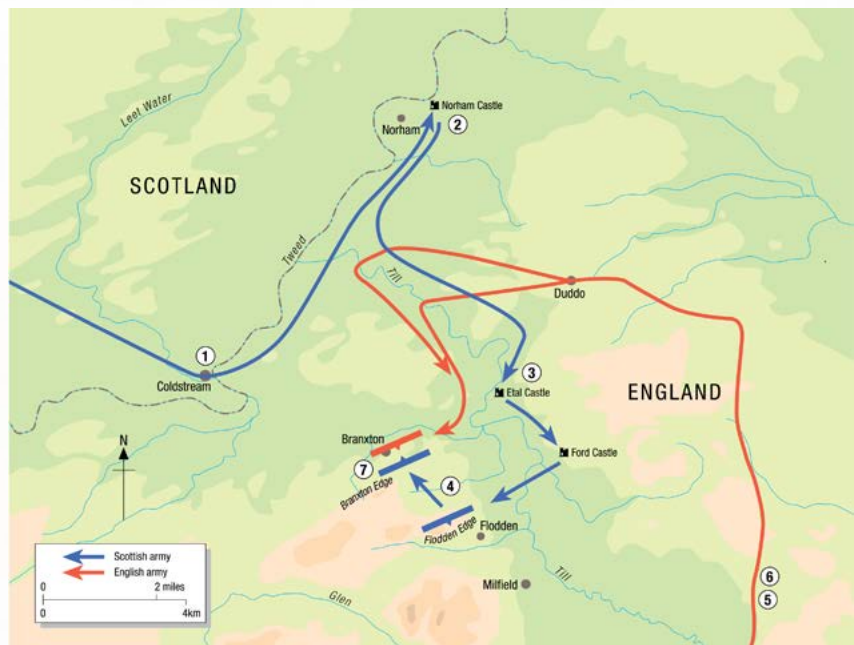 Leet Water
Norham Castle
2
Norham
SCOTLAND
Tweed
Till
Duddo
1
Coldstream
3
Etal Castle
ENGLAND
N
Branxton
Ford Castle
7
Branxton Edge
4
Flodden Edge
Flodden
Scottish army
English army
0 2 miles
0 4km
Milfield
Till
Glen
6
5